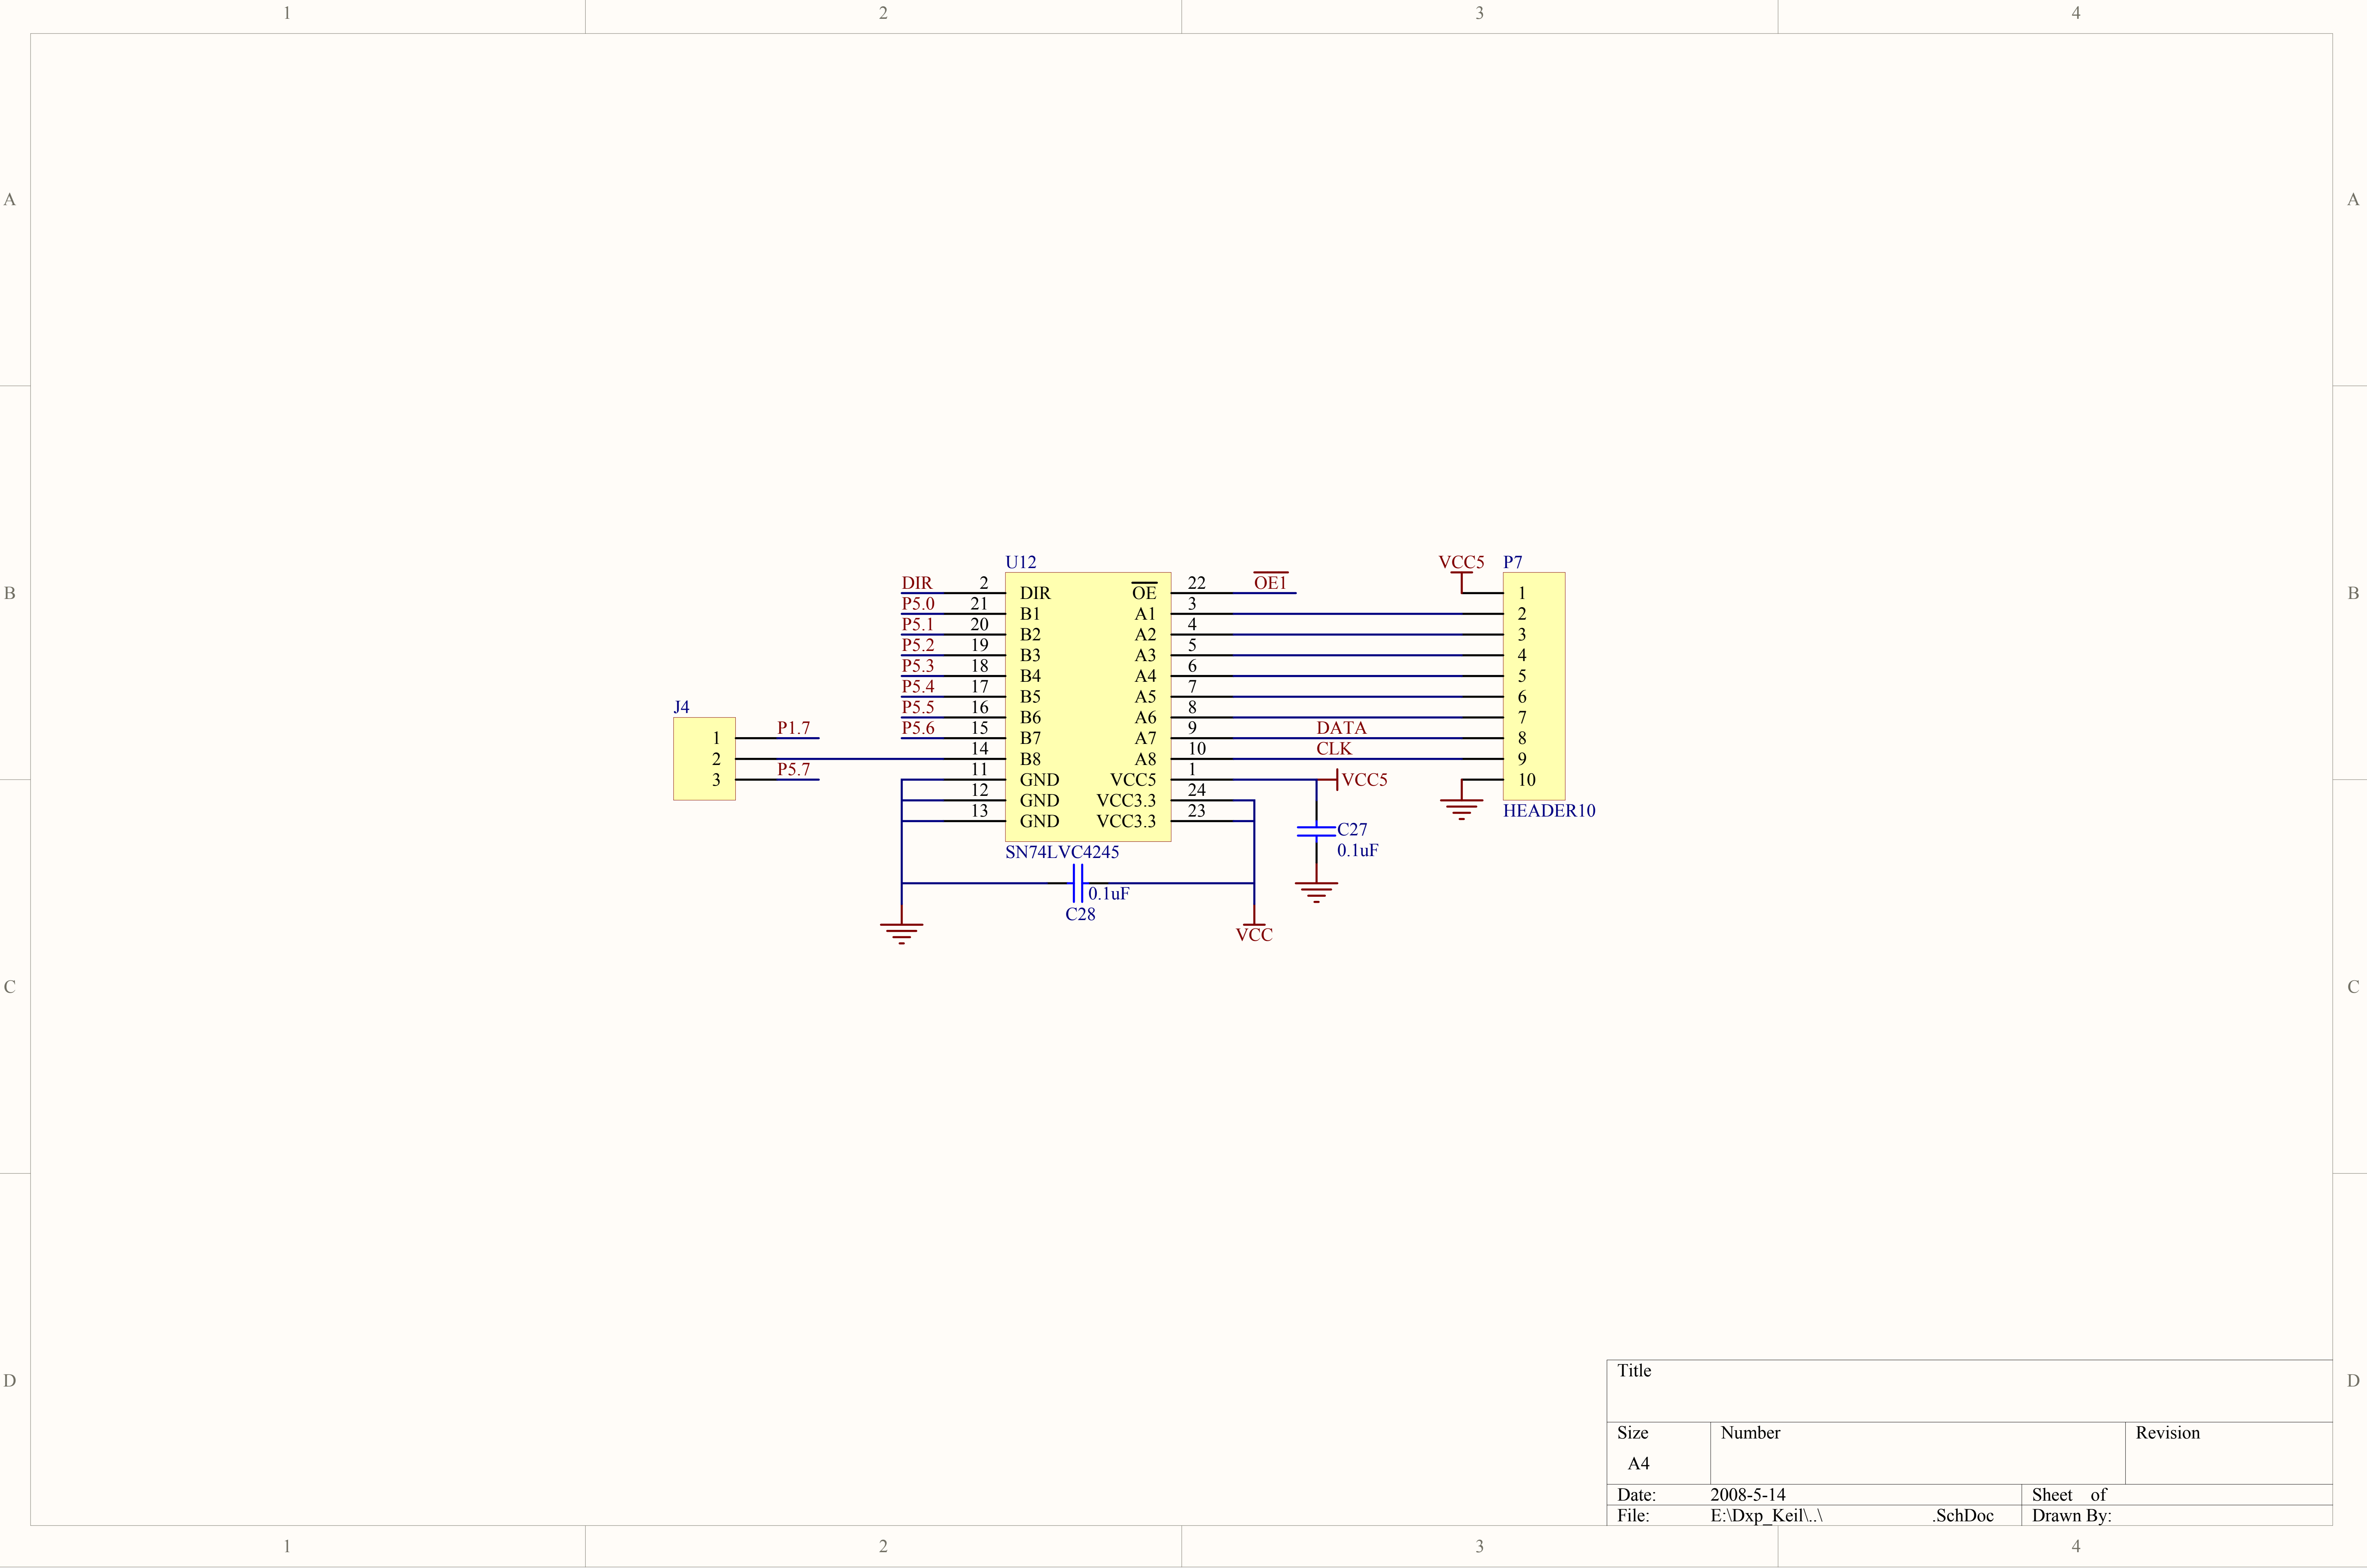 1 2 3 4
A A
U12 VCC5 P7
DIR 2 DIR OE 22 OE1 1
B B
P5.0 21 B1 A1 3 2
P5.1 20 B2 A2 4 3
P5.2 19 B3 A3 5 4
P5.3 18 B4 A4 6 5
P5.4 17 B5 A5 7 6
J4 P5.5 16 B6 A6 8 7
1 P1.7 P5.6 15 B7 A7 9 DATA 8
2 14 B8 A8 10 CLK 9
3 P5.7 11 GND VCC5 1 VCC5 10
12 GND VCC3.3 24 HEADER10
13 GND VCC3.3 23 C27
SN74LVC4245 0.1uF
0.1uF
C28
VCC
C C
Title
D D
Size Number Revision
A4
Date: 2008-5-14 Sheet of
File: E:\Dxp_Keil\..\ .SchDoc Drawn By:
1 2 3 4